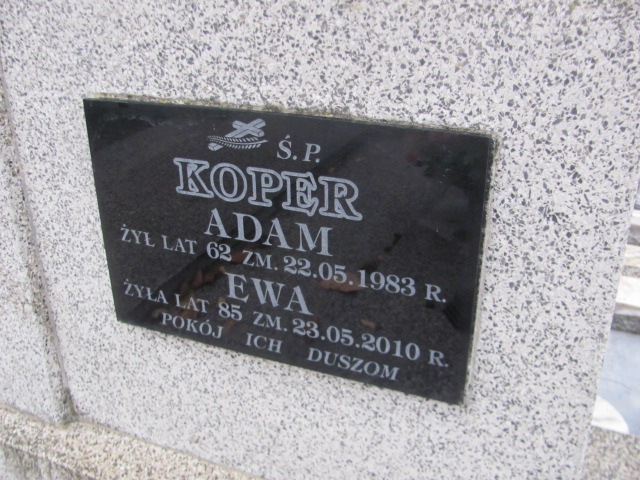 Ś.P.
KOPER
ADAM
ŻYŁ LAT 62 ZM. 22.05.1983 R.
EWA
ŻYŁA LAT 85 ZM. 23.05.2010 R.
POKÓJ ICH DUSZOM